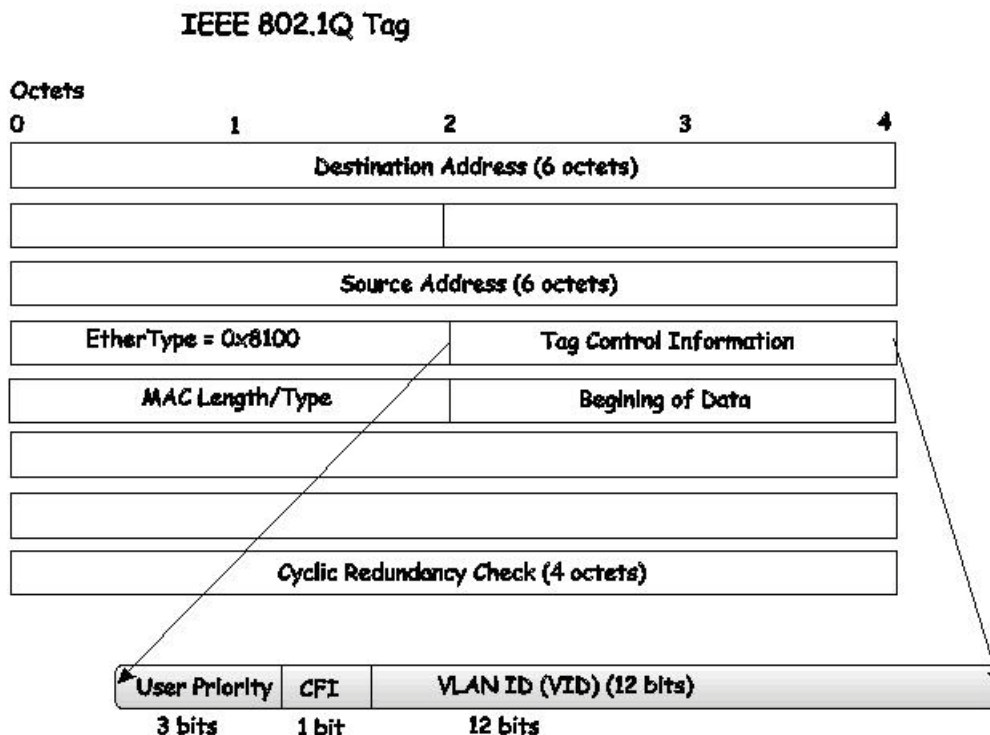 IEEE 802.1Q Tag
Octets
0 1 2 3 4
Destination Address (6 octets)
Source Address (6 octets)
EtherType = 0x8100 Tag Control Information
MAC Length/Type Begining of Data
Cyclic Redundancy Check (4 octets)
User Priority CFI VLAN ID (VID) (12 bits)
3 bits 1 bit 12 bits